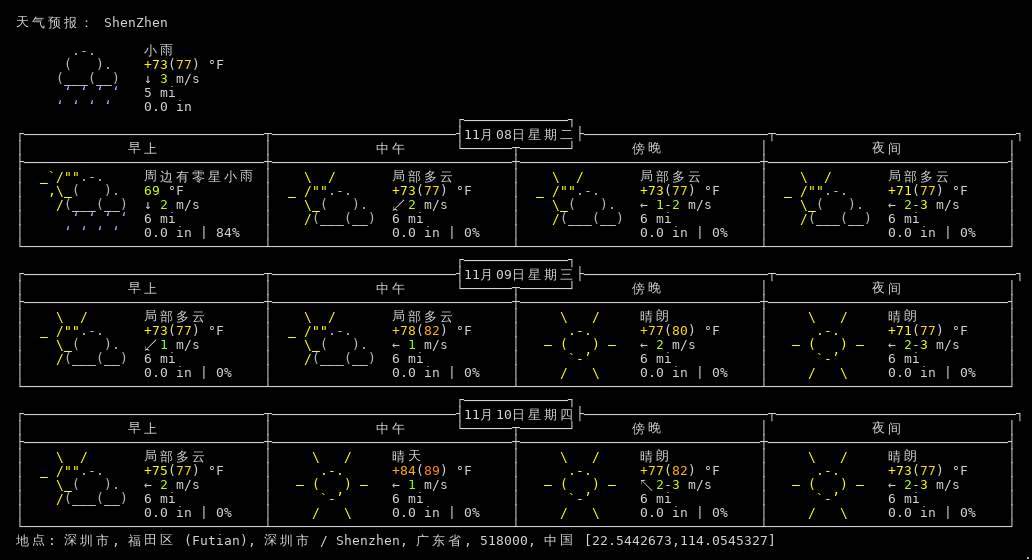 天气预报： ShenZhen
小雨
+73(77) °F
↓ 3 m/s
5 mi
0.0 in
11月08日星期二
早上 中午 傍晚 夜间
周边有零星小雨 局部多云 局部多云 局部多云
69 °F +73(77) °F +73(77) °F +71(77) °F
↓ 2 m/s ↙ 2 m/s ← 1-2 m/s ← 2-3 m/s
6 mi 6 mi 6 mi 6 mi
0.0 in | 84% 0.0 in | 0% 0.0 in | 0% 0.0 in | 0%
11月09日星期三
早上 中午 傍晚 夜间
局部多云 局部多云 晴朗 晴朗
+73(77) °F +78(82) °F +77(80) °F +71(77) °F
↙ 1 m/s ← 1 m/s ← 2 m/s ← 2-3 m/s
6 mi 6 mi 6 mi 6 mi
0.0 in | 0% 0.0 in | 0% 0.0 in | 0% 0.0 in | 0%
11月10日星期四
早上 中午 傍晚 夜间
局部多云 晴天 晴朗 晴朗
+75(77) °F +84(89) °F +77(82) °F +73(77) °F
← 2 m/s ← 1 m/s ↖ 2-3 m/s ← 2-3 m/s
6 mi 6 mi 6 mi 6 mi
0.0 in | 0% 0.0 in | 0% 0.0 in | 0% 0.0 in | 0%
地点: 深圳市, 福田区 (Futian), 深圳市 / Shenzhen, 广东省, 518000, 中国 [22.5442673,114.0545327]